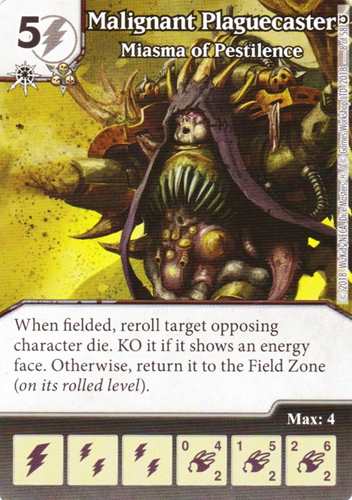 5
Malignant Plaguecaster
Miasma of Pestilence
When fielded, reroll target opposing
character die. KO it if it shows an energy
face. Otherwise, return it to the Field Zone
(on its rolled level).
Max: 4
0 4 2
1 5 2
2 6 2